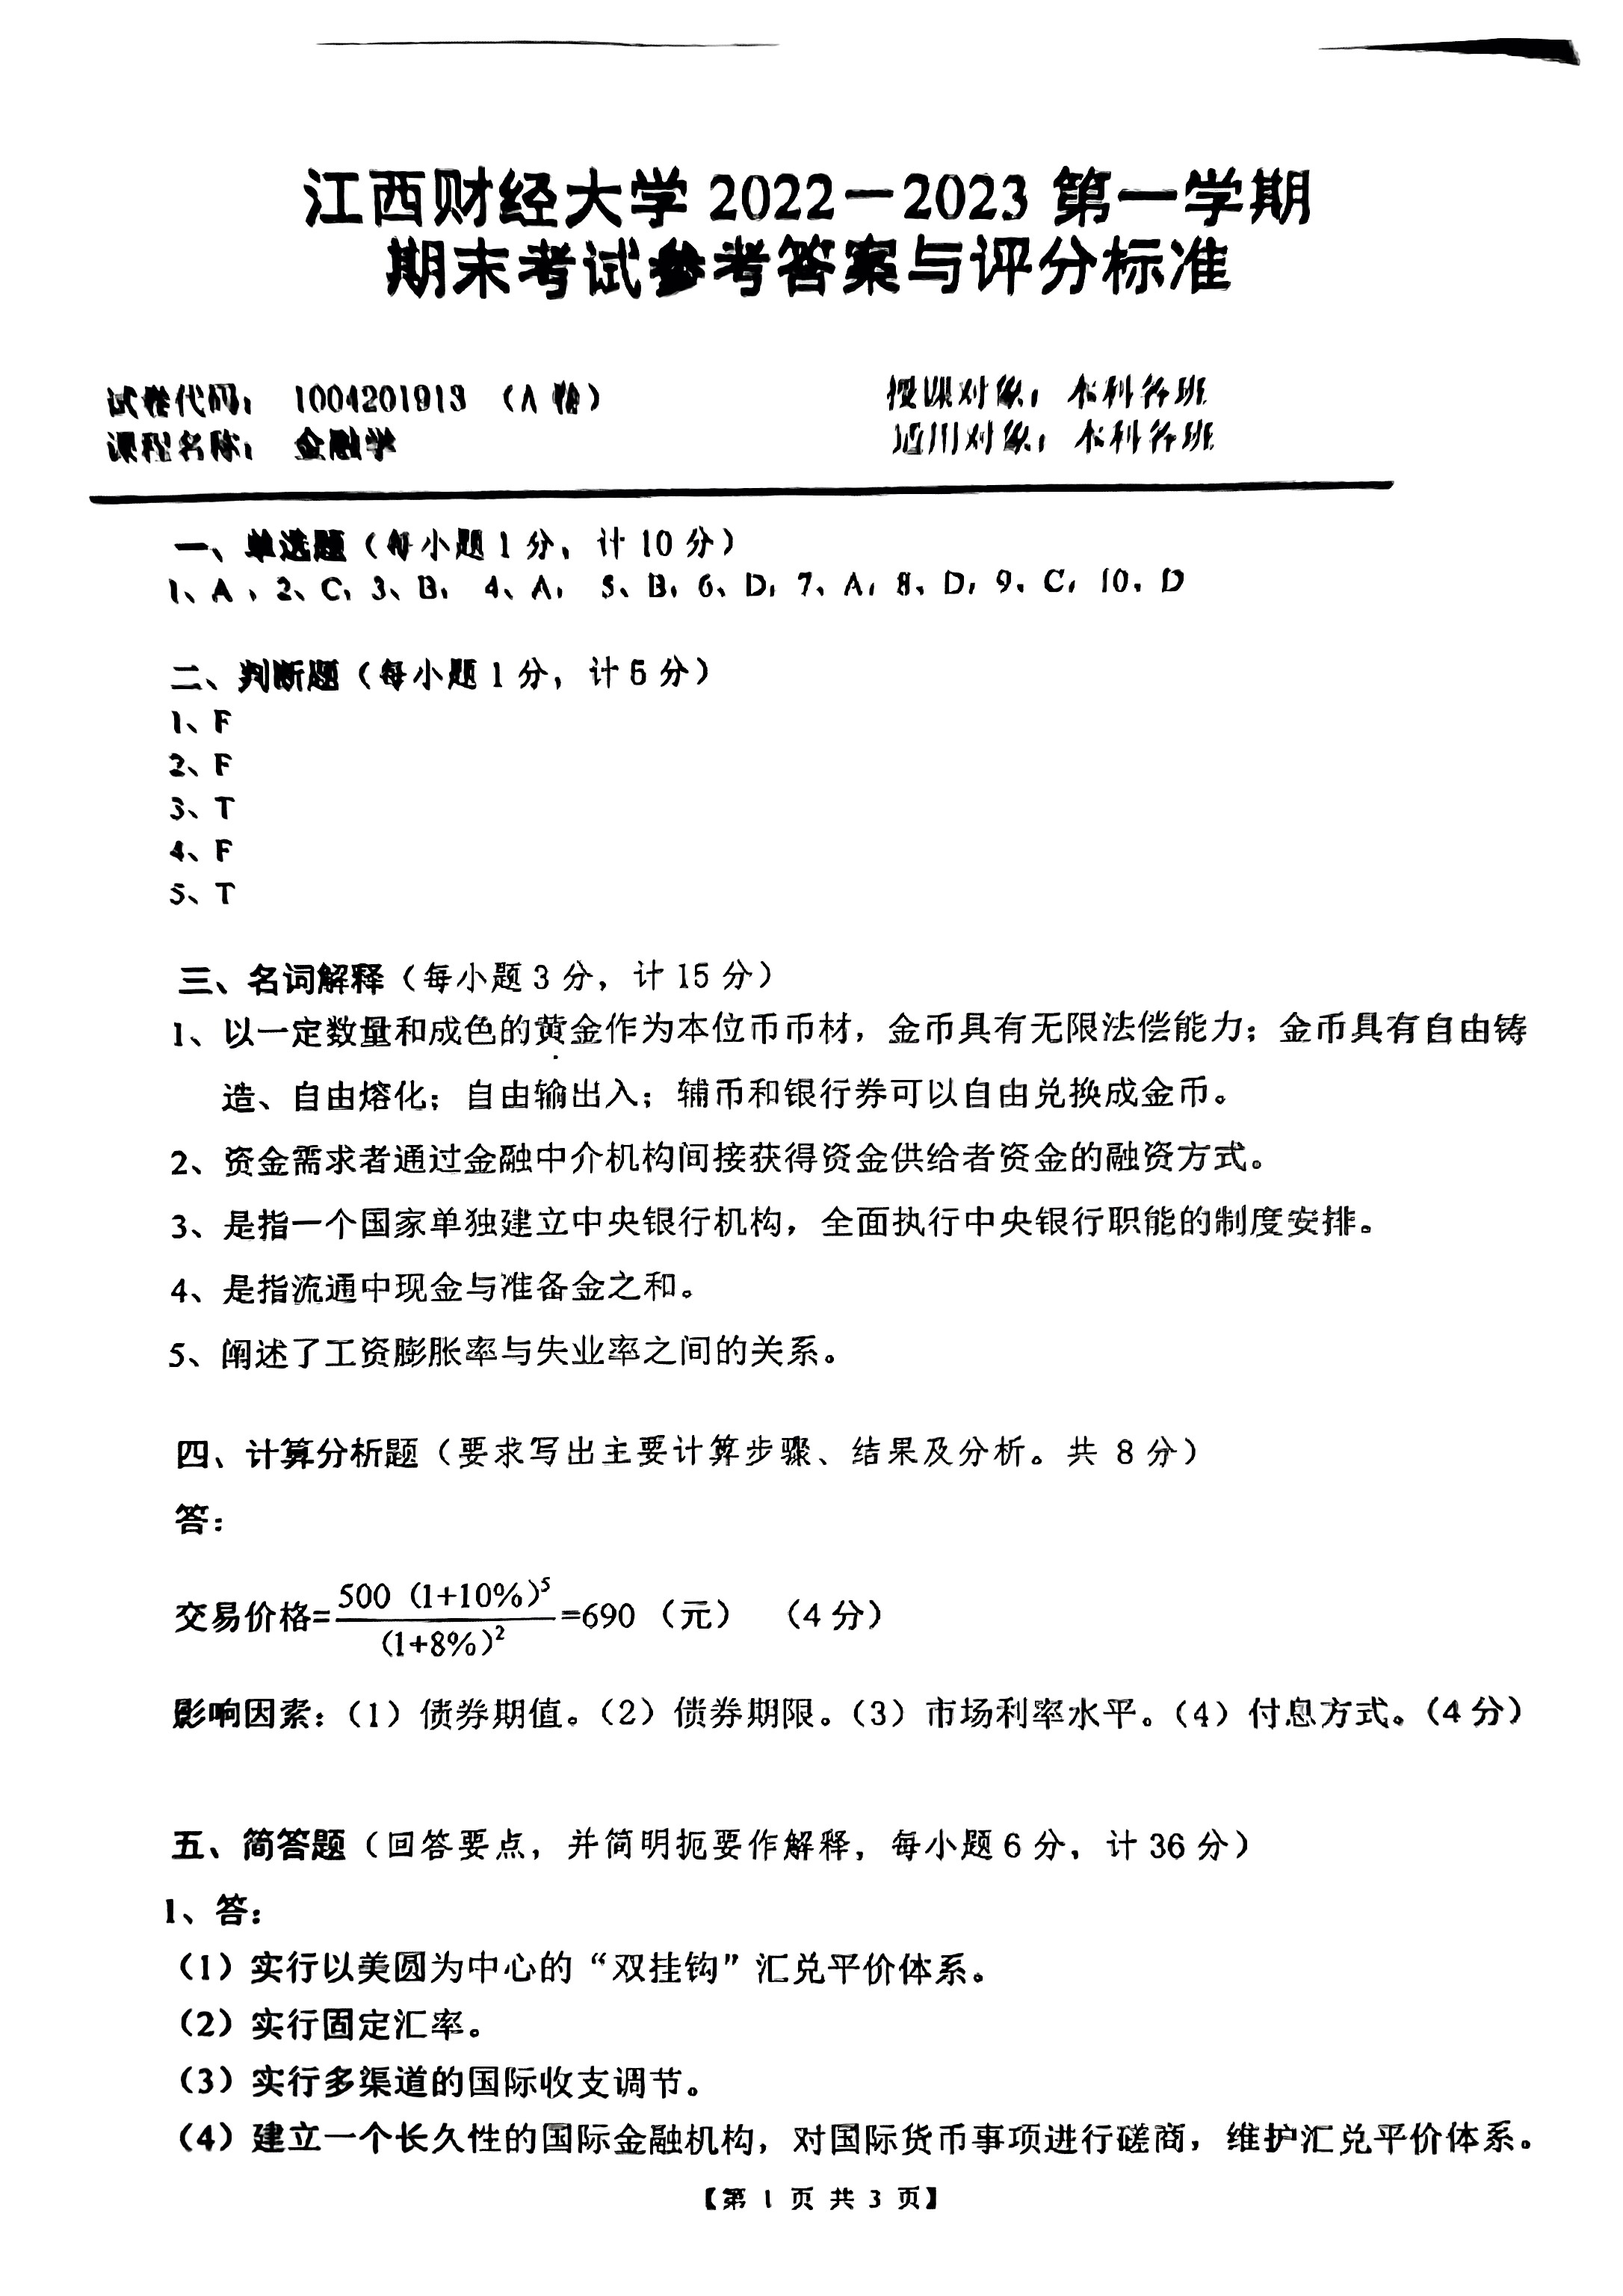 江西财经大学 2022－2023 第一学期
期末考试参考答案与评分标准
试卷代码： 1004201913 （A 卷） 授课对象： 本科各班
课程名称： 金融学 适用对象： 本科各班
一、单选题（每小题 1 分，计 10 分）
1、A ，2、C，3、B， 4、A， 5、B，6、D，7、A，8、D，9、C，10、D
二、判断题（每小题 1 分，计 5 分）
1、F
2、F
3、T
4、F
5、T
三、名词解释（每小题 3 分，计 15 分）
1、以一定数量和成色的黄金作为本位币币材，金币具有无限法偿能力；金币具有自由铸
造、自由熔化；自由输出入；辅币和银行券可以自由兑换成金币。
2、资金需求者通过金融中介机构间接获得资金供给者资金的融资方式。
3、是指一个国家单独建立中央银行机构，全面执行中央银行职能的制度安排。
4、是指流通中现金与准备金之和。
5、阐述了工资膨胀率与失业率之间的关系。
四、计算分析题（要求写出主要计算步骤、结果及分析。共 8 分）
答：
交易价格=500（1+10%）⁵/（1+8%）²=690（元） （4 分）
影响因素：（1）债券期值。（2）债券期限。（3）市场利率水平。（4）付息方式。（4 分）
五、简答题（回答要点，并简明扼要作解释，每小题 6 分，计 36 分）
1、答：
（1）实行以美圆为中心的“双挂钩”汇兑平价体系。
（2）实行固定汇率。
（3）实行多渠道的国际收支调节。
（4）建立一个长久性的国际金融机构，对国际货币事项进行磋商，维护汇兑平价体系。
【第 1 页 共 3 页】